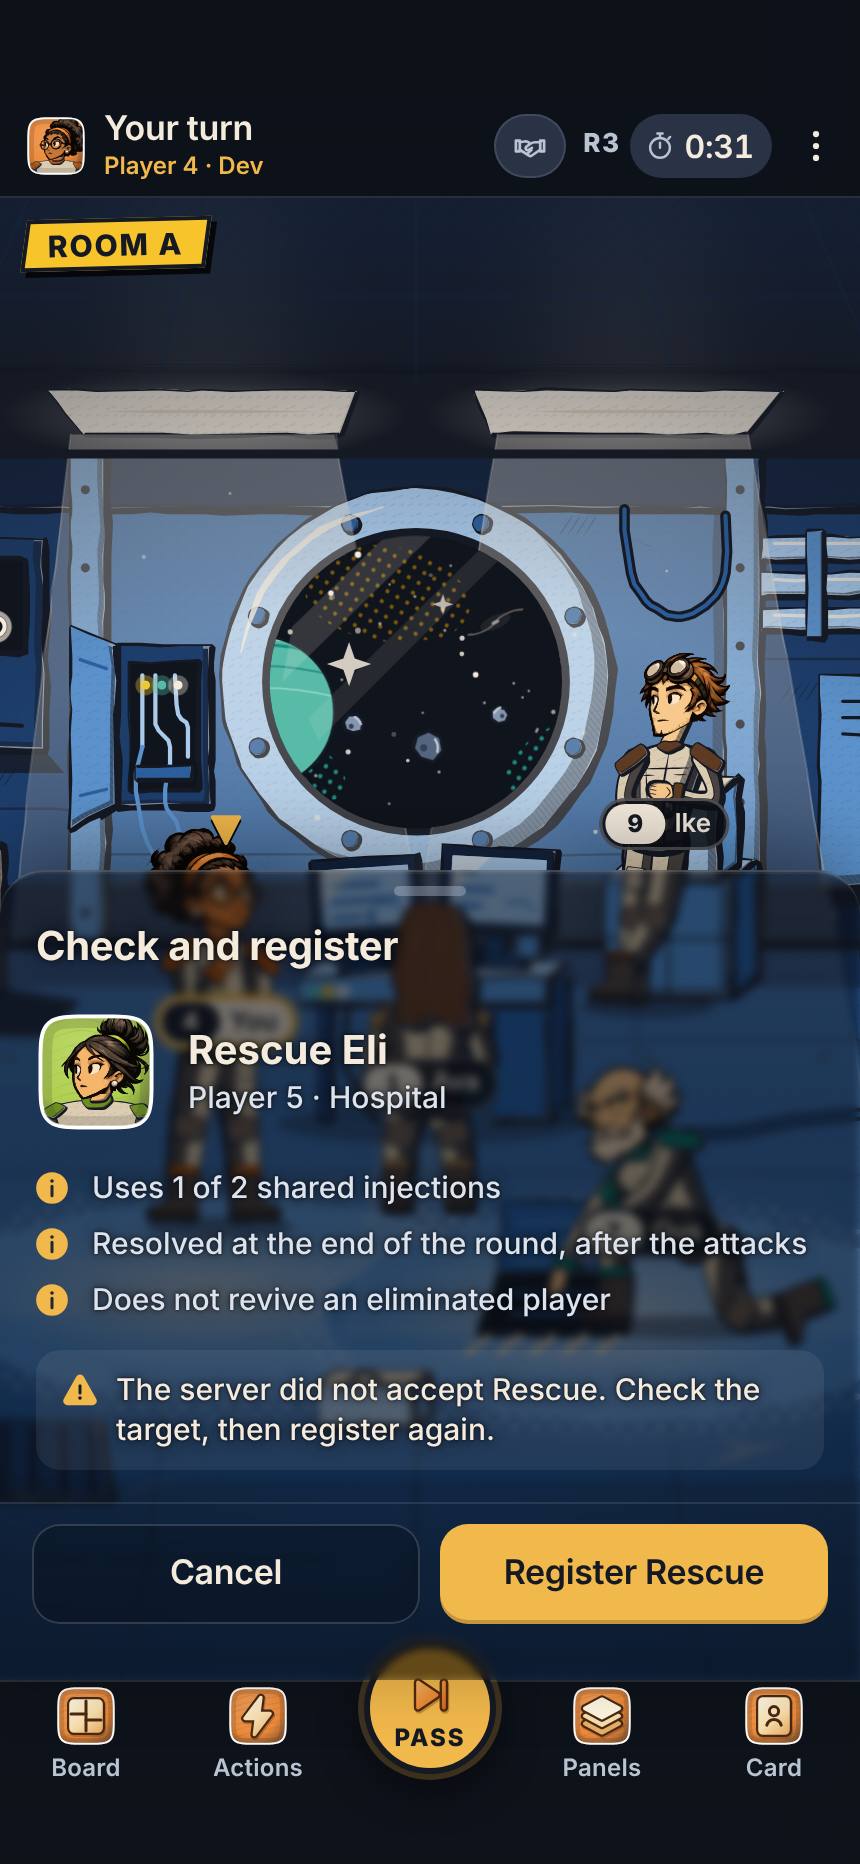 Your turn
Player 4 · Dev
R3
0:31
ROOM A
9 Ike
Check and register
4 You
Rescue Eli
Player 5 · Hospital
Uses 1 of 2 shared injections
Resolved at the end of the round, after the attacks
Does not revive an eliminated player
The server did not accept Rescue. Check the
target, then register again.
Cancel
Register Rescue
PASS
Board
Actions
Panels
Card